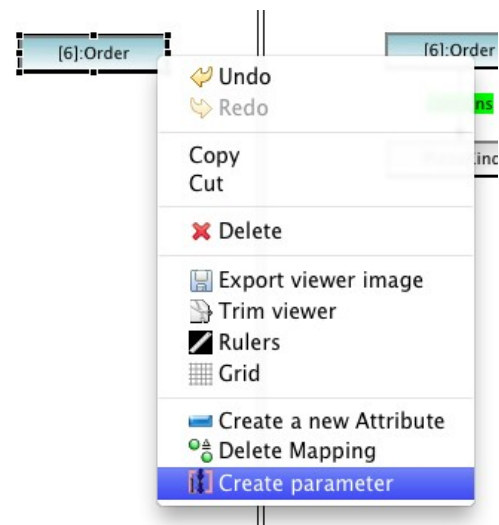 [6]:Order
[6]:Order
Undo
ns
Redo
Copy
Cut
Delete
Export viewer image
Trim viewer
Rulers
Grid
Create a new Attribute
Delete Mapping
Create parameter